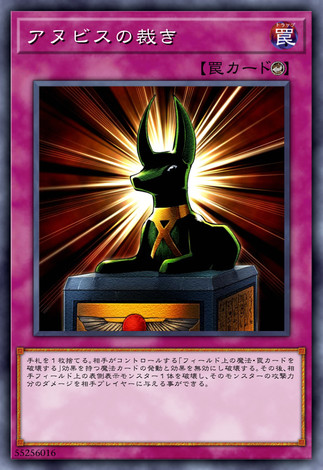 アヌビスの裁き
トラップ
罠
【罠カード】
手札を１枚捨てる。相手がコントロールする「フィールド上の魔法・罠カードを
破壊する」効果を持つ魔法カードの発動と効果を無効にし破壊する。その後、相
手フィールド上の表側表示モンスター１体を破壊し、そのモンスターの攻撃力
分のダメージを相手プレイヤーに与える事ができる。
55256016